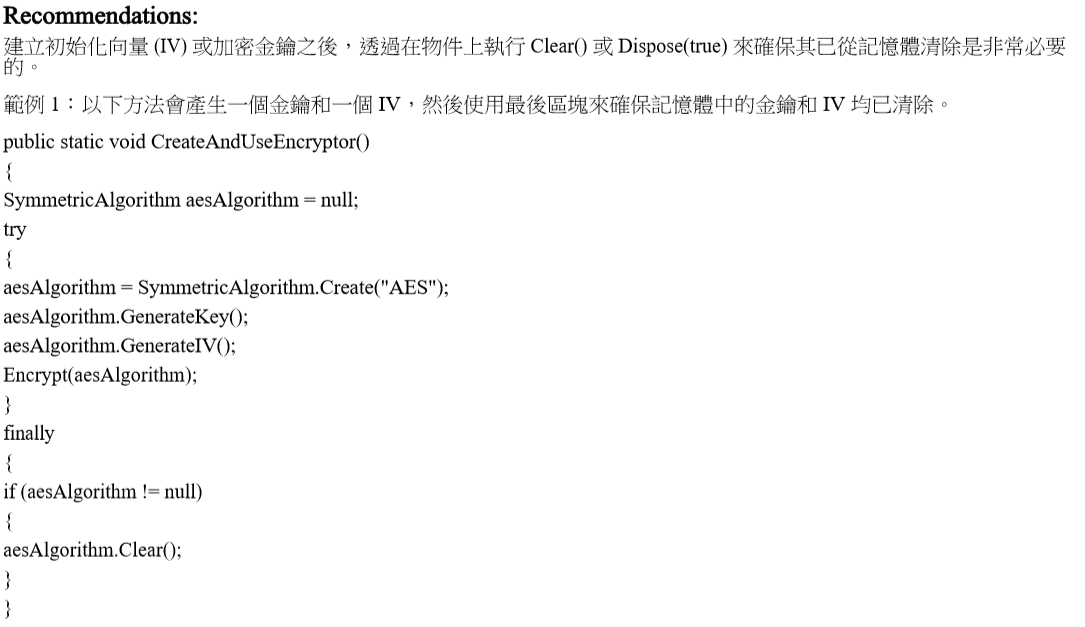 Recommendations:
建立初始化向量 (IV) 或加密金鑰之後，透過在物件上執行 Clear() 或 Dispose(true) 來確保其已從記憶體清除是非常必要
的。
範例 1：以下方法會產生一個金鑰和一個 IV，然後使用最後區塊來確保記憶體中的金鑰和 IV 均已清除。
public static void CreateAndUseEncryptor()
{
SymmetricAlgorithm aesAlgorithm = null;
try
{
aesAlgorithm = SymmetricAlgorithm.Create("AES");
aesAlgorithm.GenerateKey();
aesAlgorithm.GenerateIV();
Encrypt(aesAlgorithm);
}
finally
{
if (aesAlgorithm != null)
{
aesAlgorithm.Clear();
}
}